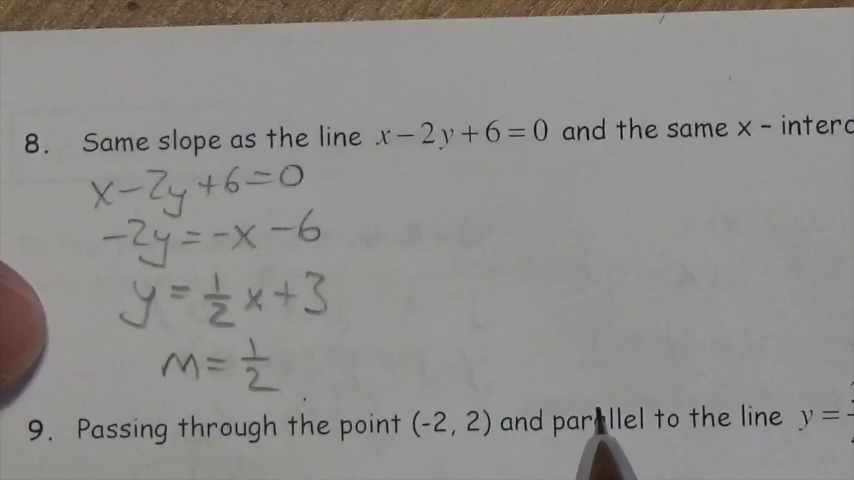 8. Same slope as the line x − 2y + 6 = 0 and the same x - interc
x − 2y + 6 = 0
−2y = −x − 6
y = 1/2 x + 3
m = 1/2
9. Passing through the point (-2, 2) and parallel to the line y =